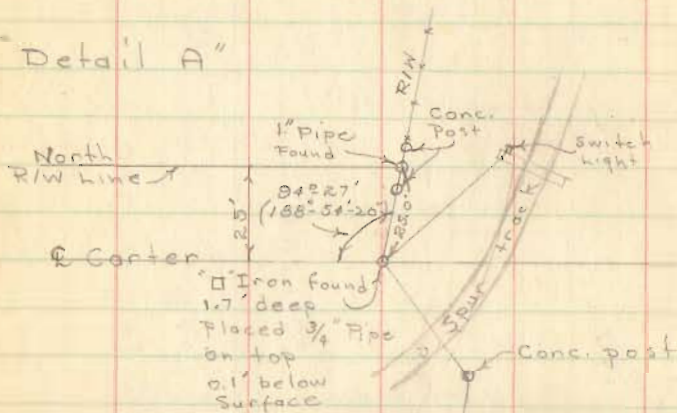 "Detail A"
R/W
Conc.
Post
1" Pipe
Found
Switch
Light
North
R/W Line
94°27'
(188°-54'-20")
25.0'
25'
track
Spur
℄ Carter
"□" Iron found
1.7' deep
Placed 3/4" Pipe
on top
0.1' below
Surface
Conc. post